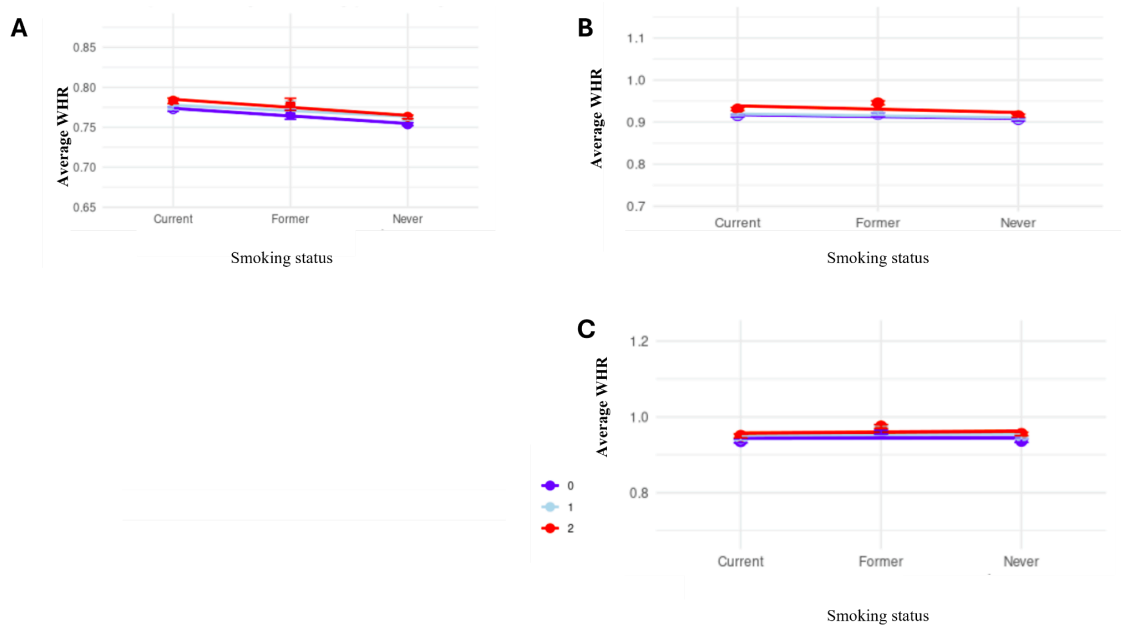 A
Average WHR
0.85
0.80
0.75
0.70
0.65
Current Former Never
Smoking status
B
Average WHR
1.1
1.0
0.9
0.8
0.7
Current Former Never
Smoking status
C
Average WHR
1.2
1.0
0.8
Current Former Never
Smoking status
0
1
2